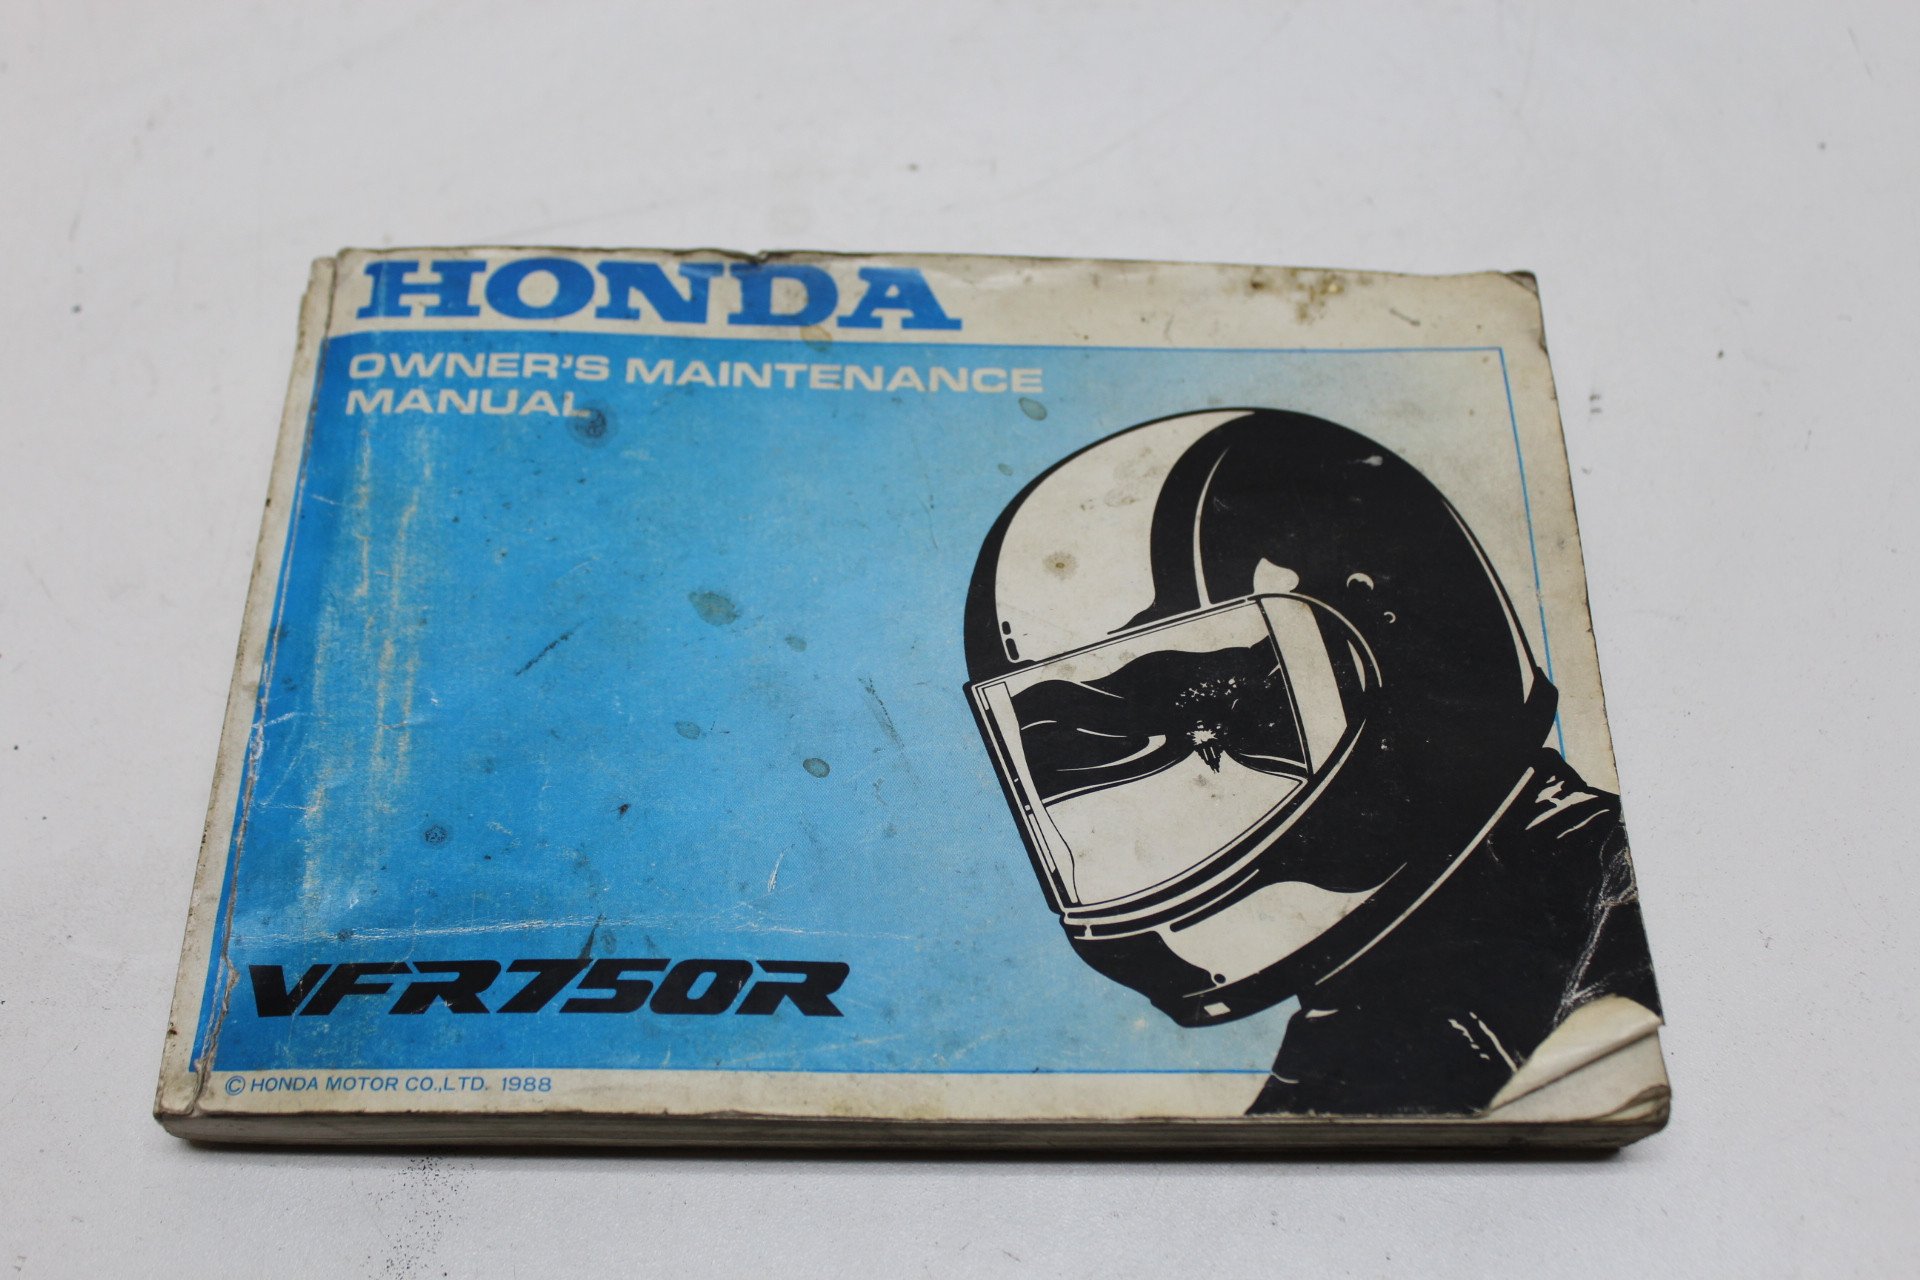 HONDA
OWNER'S MAINTENANCE
MANUAL
VFR750R
© HONDA MOTOR CO.,LTD. 1988